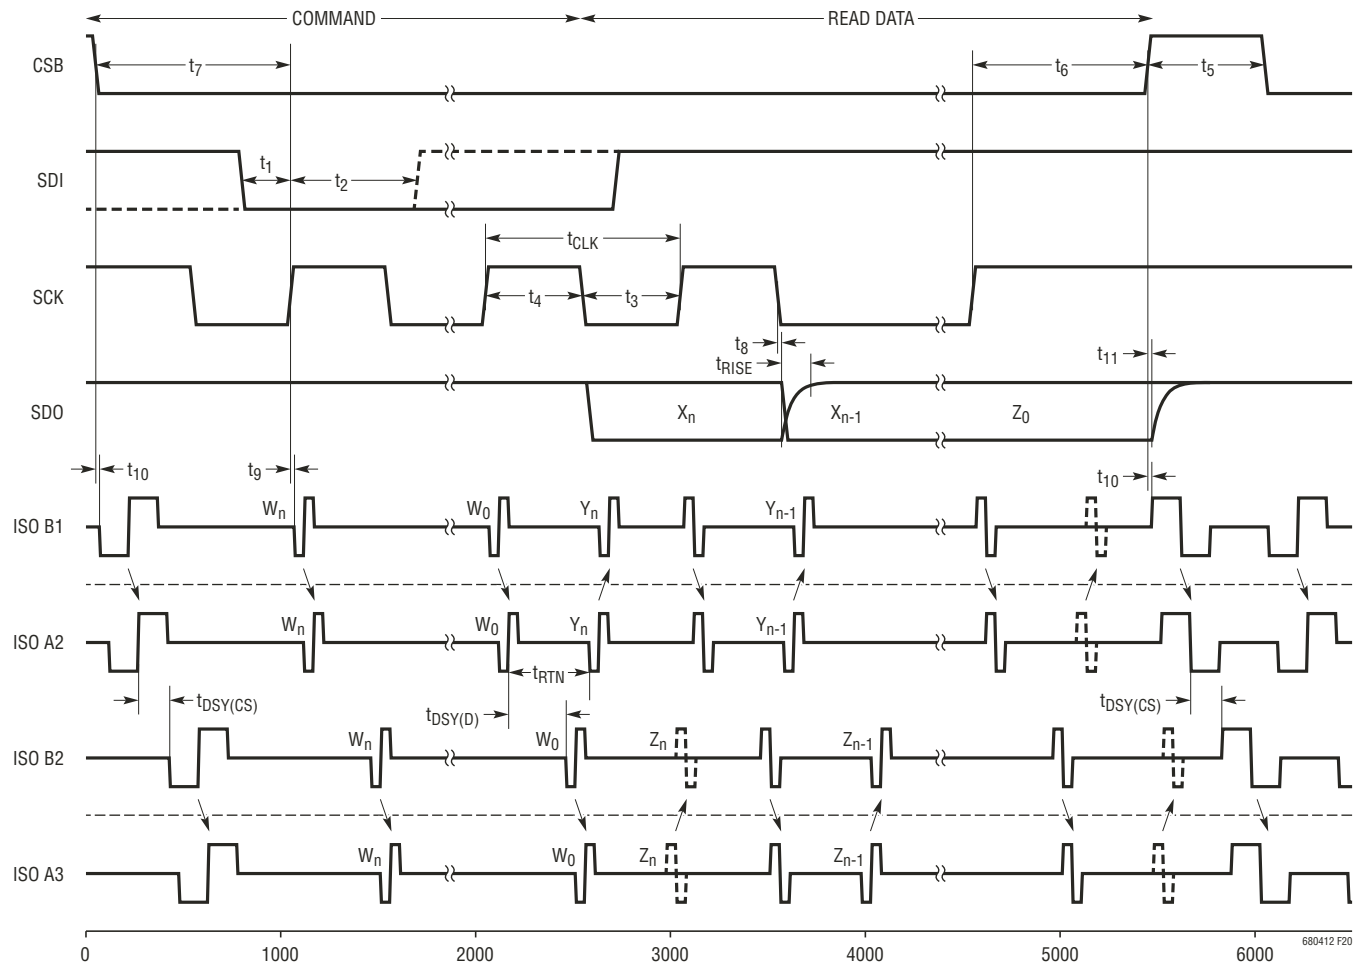 COMMAND READ DATA
CSB t7 t6 t5
SDI t1 t2
tCLK
SCK t4 t3
t8 t11
tRISE
SDO Xn Xn-1 Z0
t10 t9 t10
ISO B1 Wn W0 Yn Yn-1
ISO A2 Wn W0 Yn Yn-1
tRTN
tDSY(CS) tDSY(D) tDSY(CS)
ISO B2 Wn W0 Zn Zn-1
ISO A3 Wn W0 Zn Zn-1
680412 F20
0 1000 2000 3000 4000 5000 6000